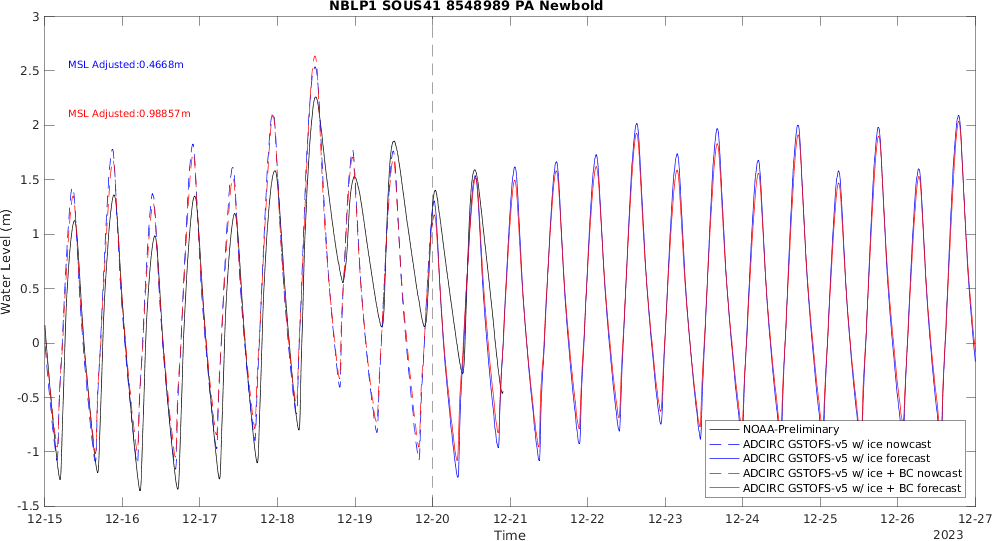 NBLP1 SOUS41 8548989 PA Newbold
MSL Adjusted:0.4668m
MSL Adjusted:0.98857m
Water Level (m)
3
2.5
2
1.5
1
0.5
0
-0.5
-1
-1.5
NOAA-Preliminary
ADCIRC GSTOFS-v5 w/ ice nowcast
ADCIRC GSTOFS-v5 w/ ice forecast
ADCIRC GSTOFS-v5 w/ ice + BC nowcast
ADCIRC GSTOFS-v5 w/ ice + BC forecast
12-15 12-16 12-17 12-18 12-19 12-20 12-21 12-22 12-23 12-24 12-25 12-26 12-27
Time
2023